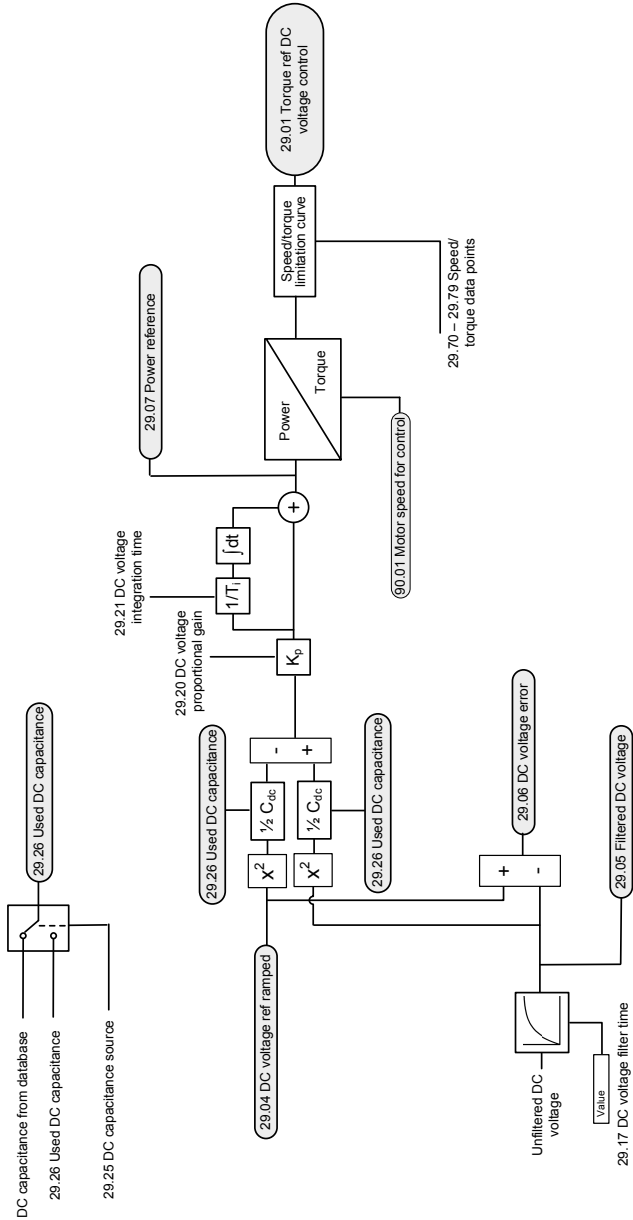 DC capacitance from database
29.26 Used DC capacitance
29.25 DC capacitance source
29.26 Used DC capacitance
29.04 DC voltage ref ramped
29.26 Used DC capacitance
X²
½ C_dc
-
X²
½ C_dc
+
29.26 Used DC capacitance
29.20 DC voltage
proportional gain
K_p
29.21 DC voltage
integration time
1/T_i
∫dt
+
29.07 Power reference
Power
Torque
90.01 Motor speed for control
Speed/torque
limitation curve
29.70 – 29.79 Speed/
torque data points
29.01 Torque ref DC
voltage control
Unfiltered DC
voltage
Value
29.17 DC voltage filter time
+
-
29.06 DC voltage error
29.05 Filtered DC voltage